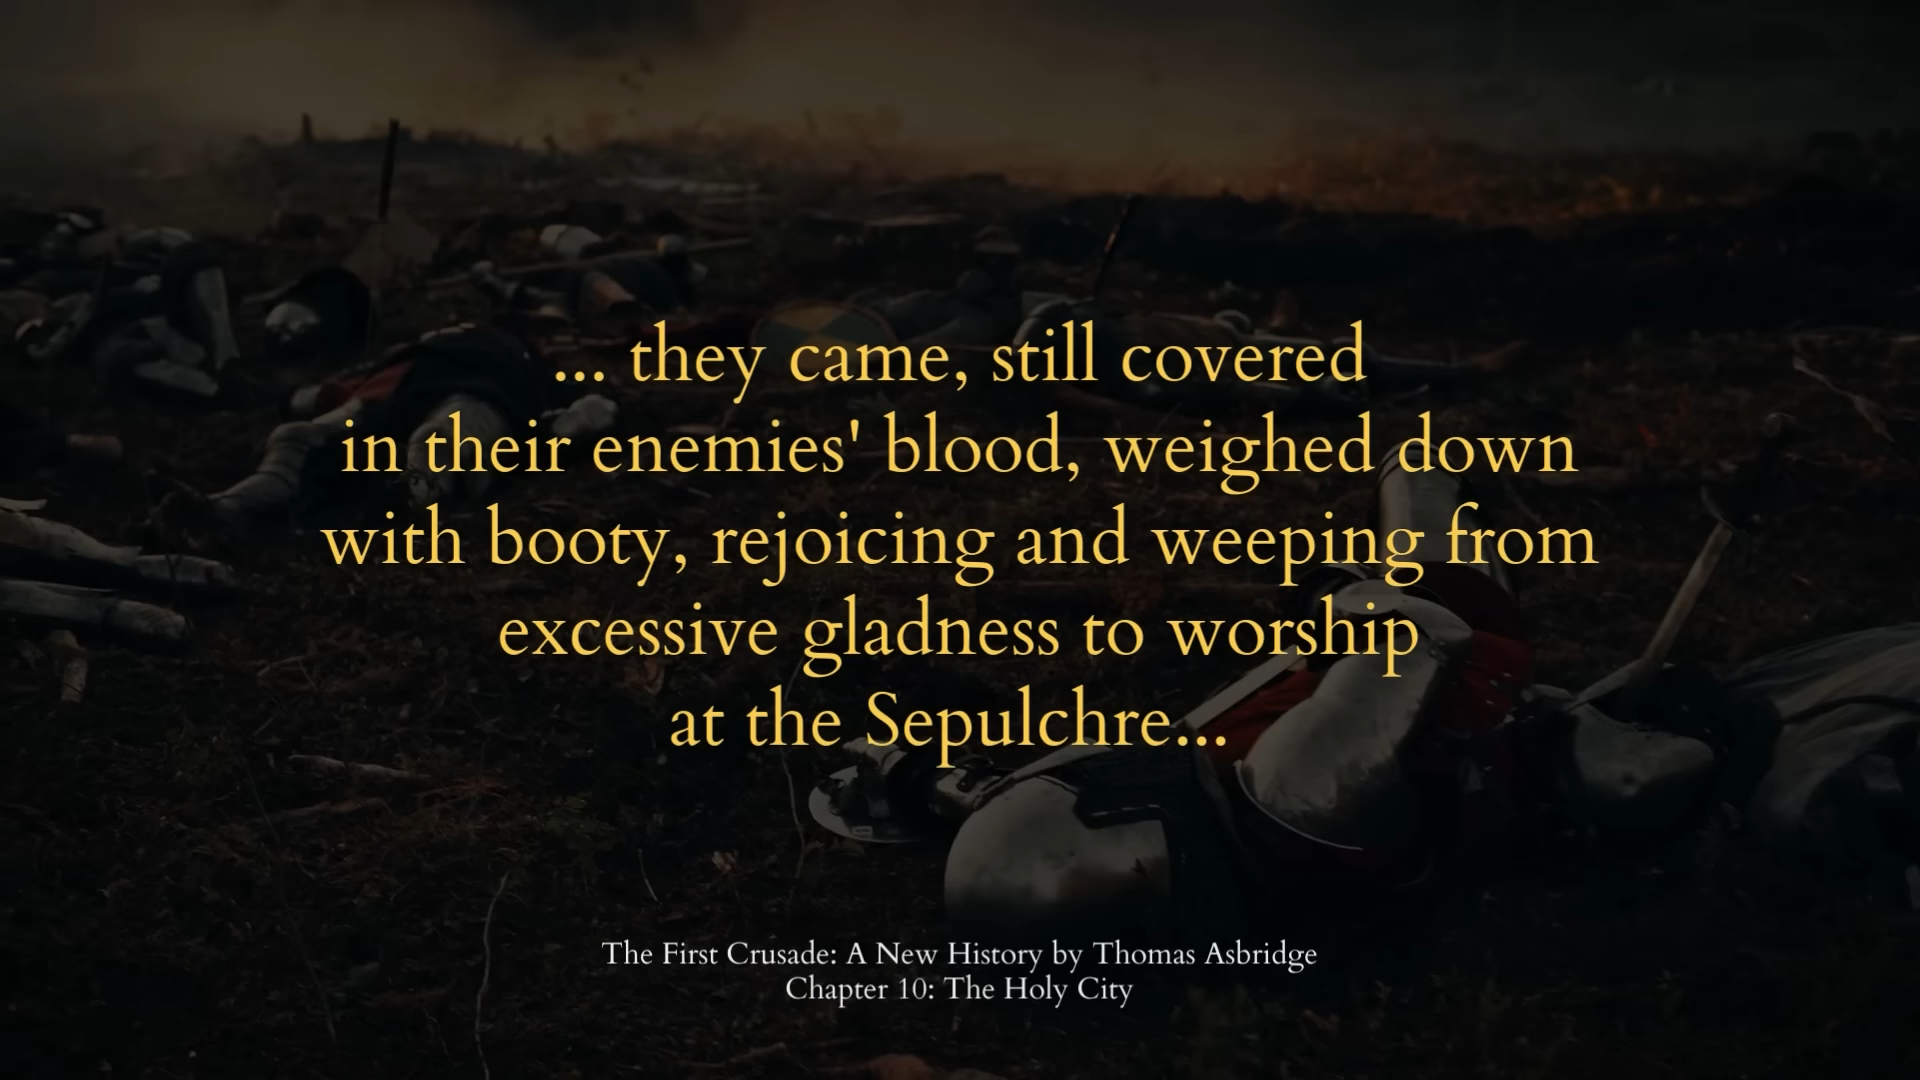 ... they came, still covered
in their enemies' blood, weighed down
with booty, rejoicing and weeping from
excessive gladness to worship
at the Sepulchre...
The First Crusade: A New History by Thomas Asbridge
Chapter 10: The Holy City